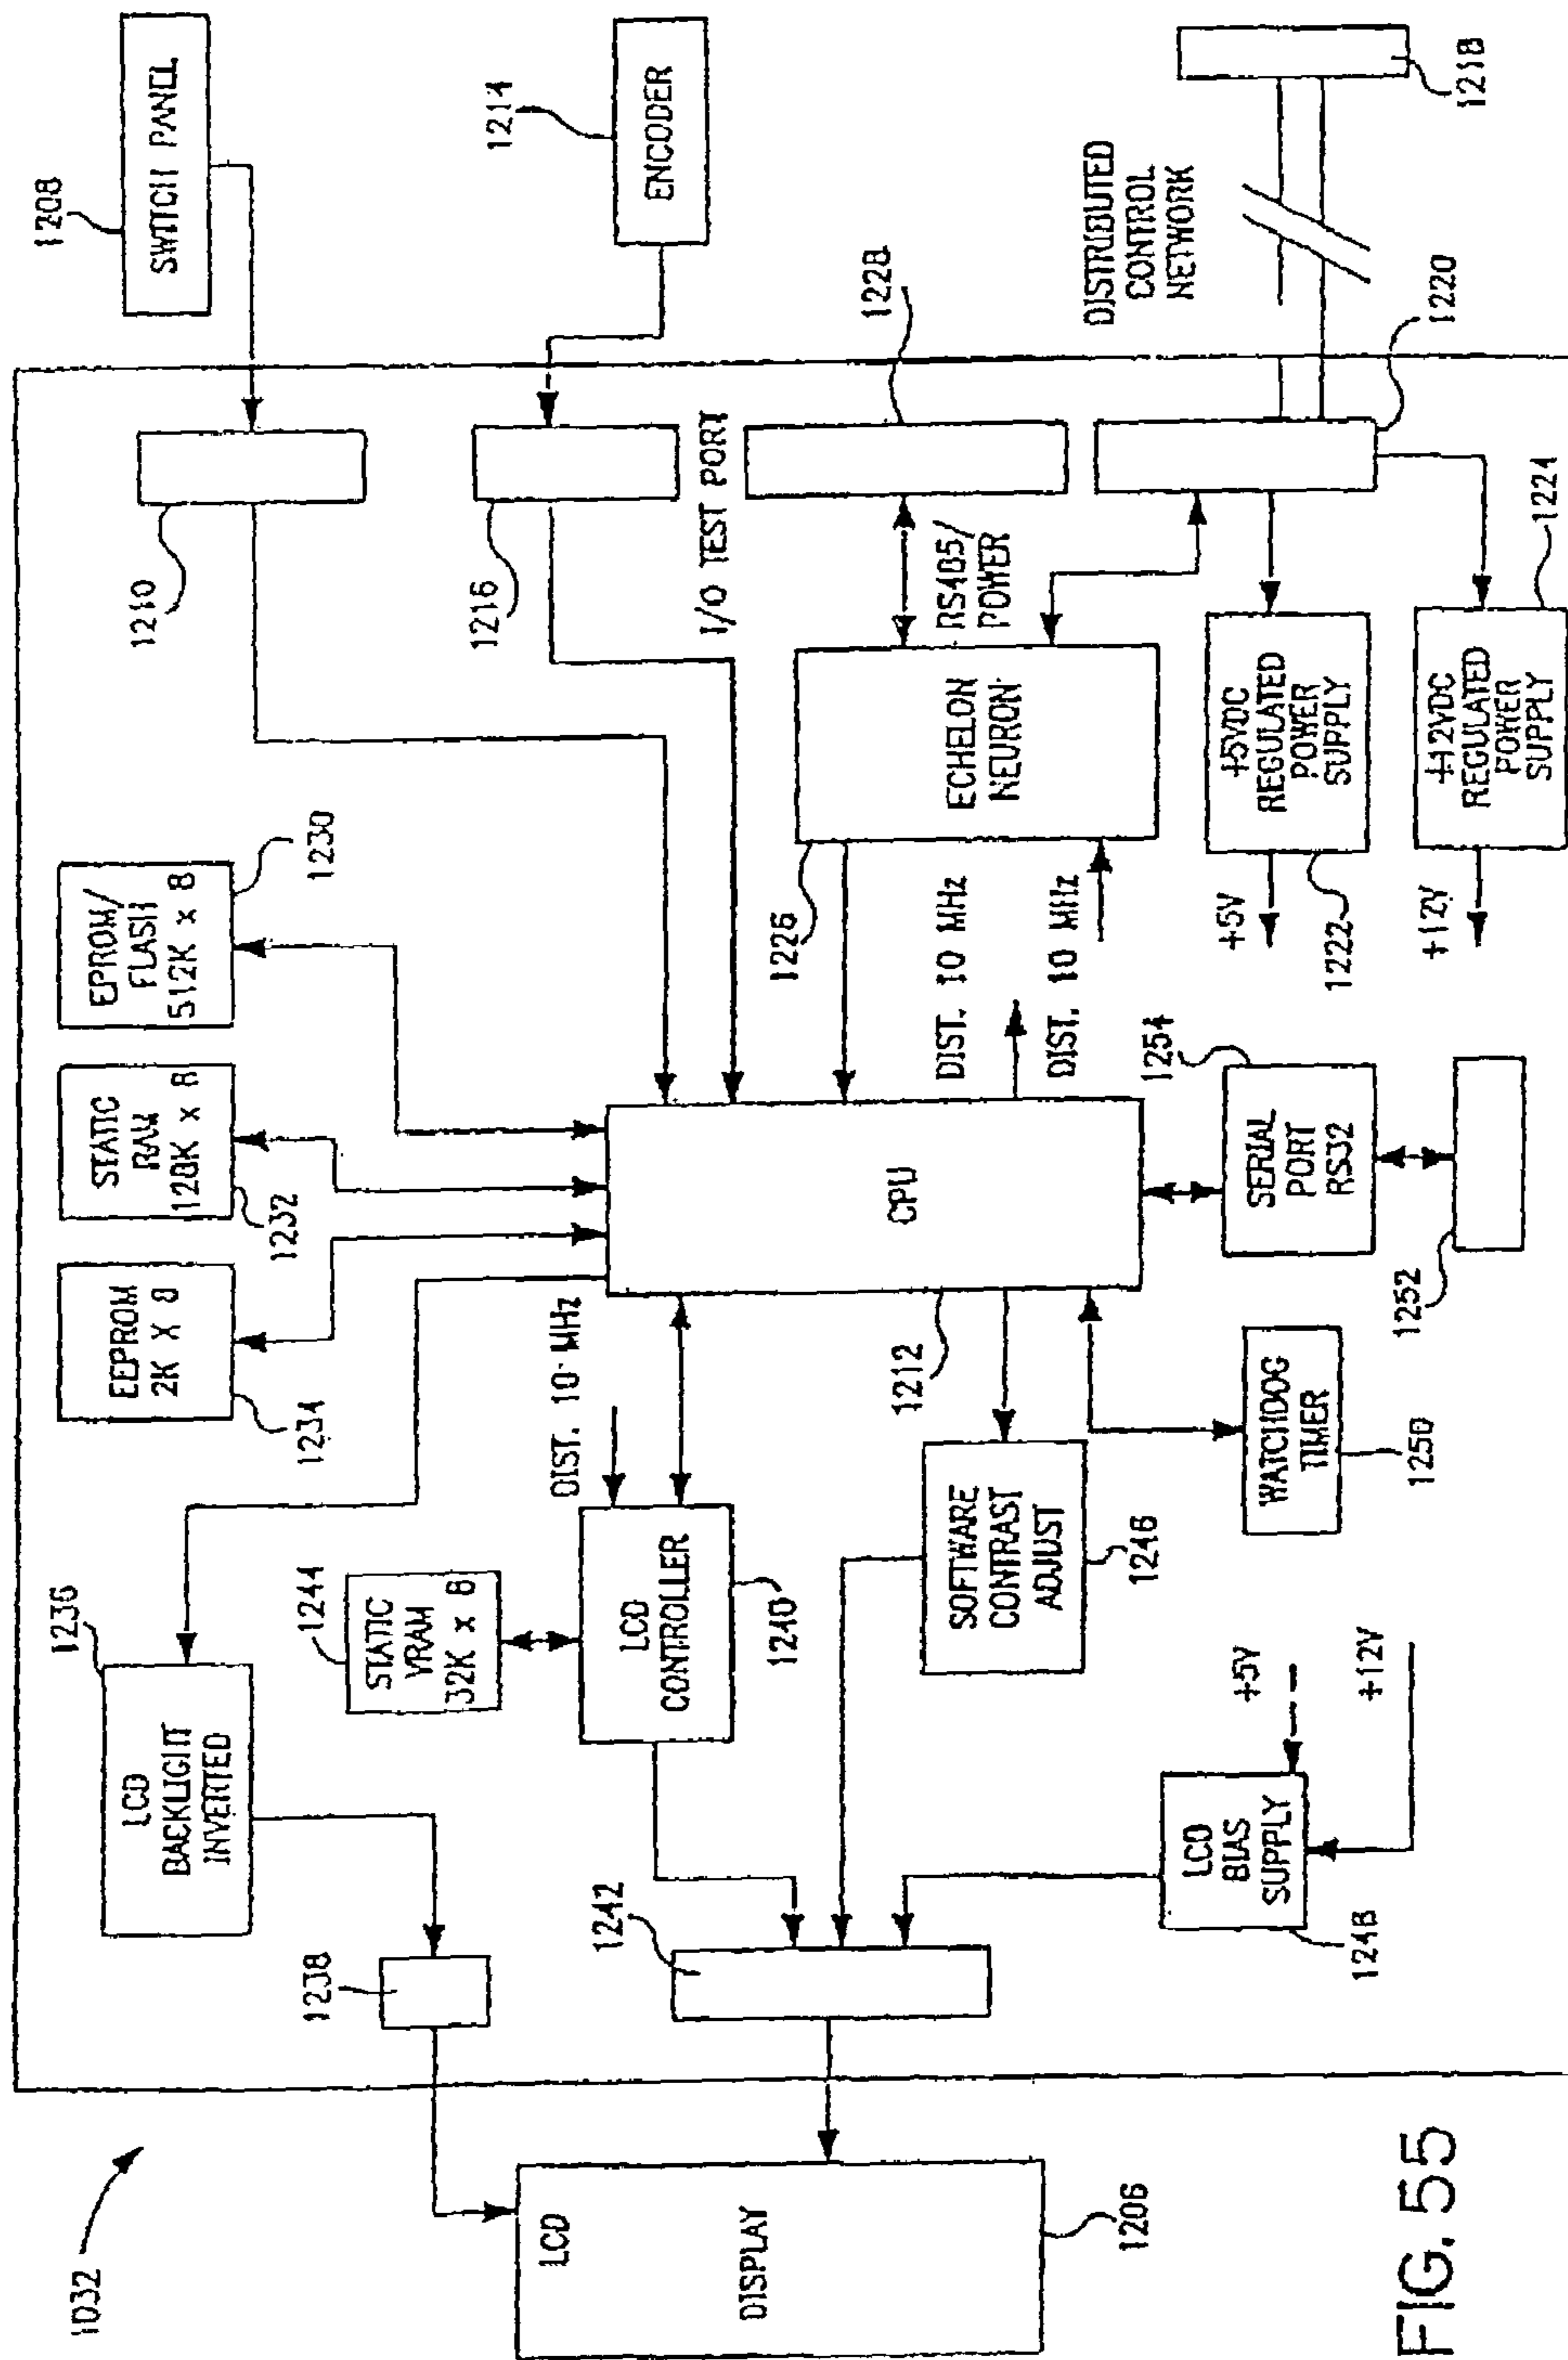 1032
LCD
DISPLAY
1206
1236
LCD
BACKLIGHT
INVERTED
1238
1242
1244
STATIC
VRAM
32K x 8
LCD
CONTROLLER
1240
DIST. 10 MHz
EEPROM
2K X 8
1234
STATIC
RAM
128K x 8
1232
EPROM/
FLASH
512K x 8
1230
CPU
1212
SOFTWARE
CONTRAST
ADJUST
1246
LCD
BIAS
SUPPLY
1248
+5V
+12V
WATCHDOG
TIMER
1250
SERIAL
PORT
RS32
1254
1252
DIST. 10 MHz
DIST. 10 MHz
1226
ECHELON
NEURON
RS485/
POWER
I/O TEST PORT
1228
1210
1216
1208
SWITCH PANEL
1214
ENCODER
DISTRIBUTED
CONTROL
NETWORK
1218
1220
+5VDC
REGULATED
POWER
SUPPLY
+5V
1222
+12VDC
REGULATED
POWER
SUPPLY
+12V
1224
FIG. 55